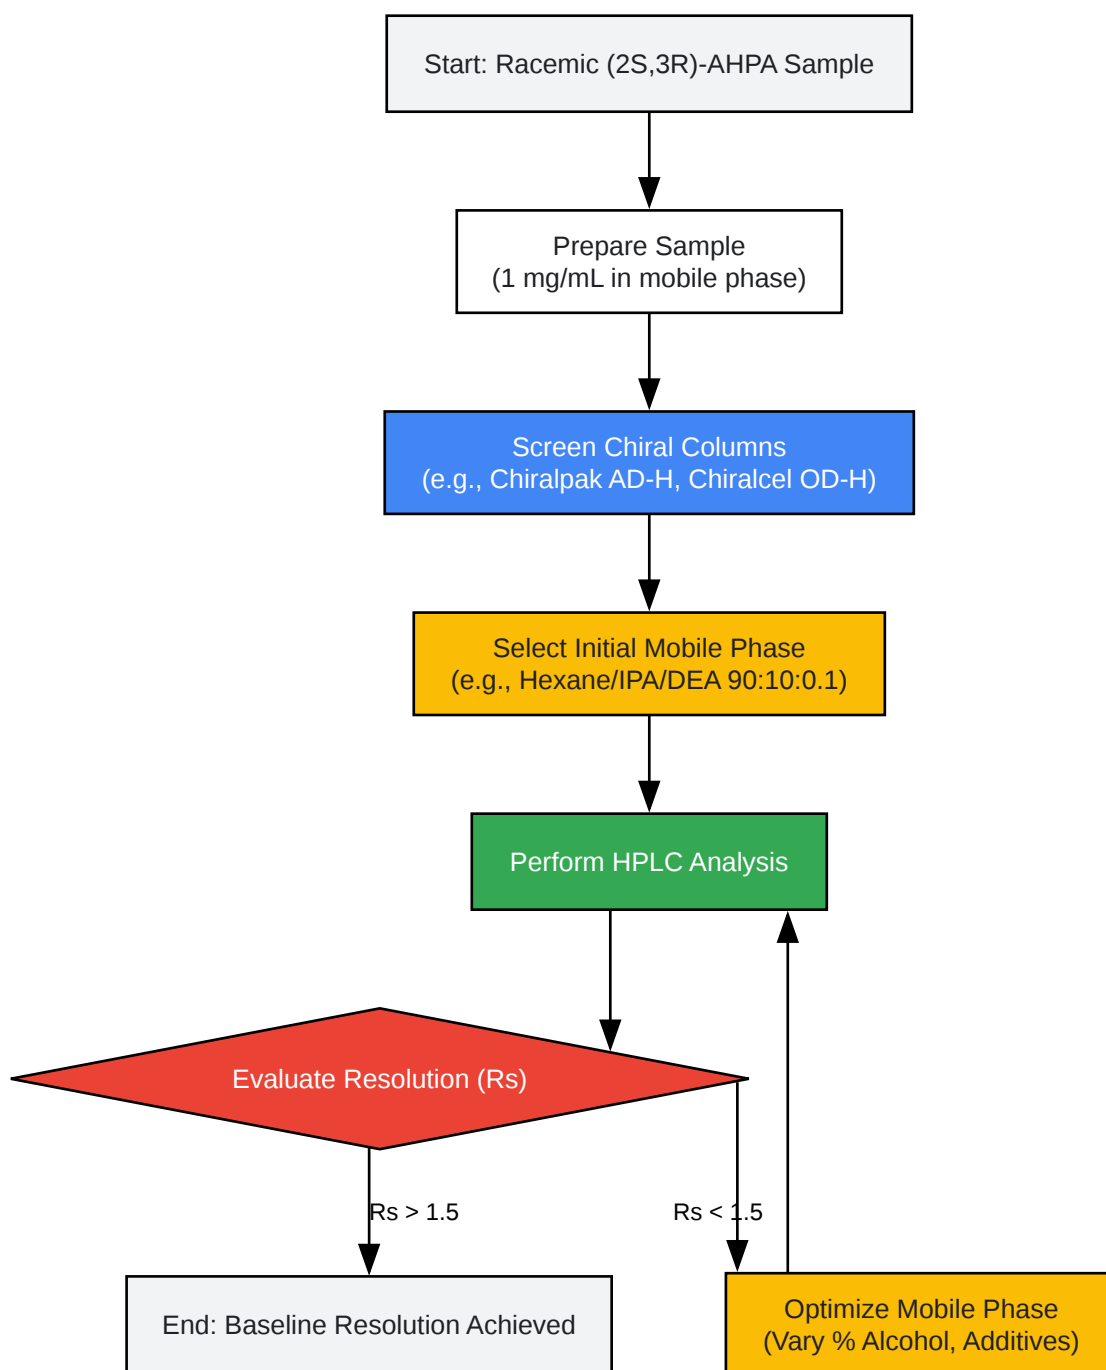 Start: Racemic (2S,3R)-AHPA Sample
Prepare Sample
(1 mg/mL in mobile phase)
Screen Chiral Columns
(e.g., Chiralpak AD-H, Chiralcel OD-H)
Select Initial Mobile Phase
(e.g., Hexane/IPA/DEA 90:10:0.1)
Perform HPLC Analysis
Evaluate Resolution (Rs)
Rs > 1.5
Rs < 1.5
End: Baseline Resolution Achieved
Optimize Mobile Phase
(Vary % Alcohol, Additives)